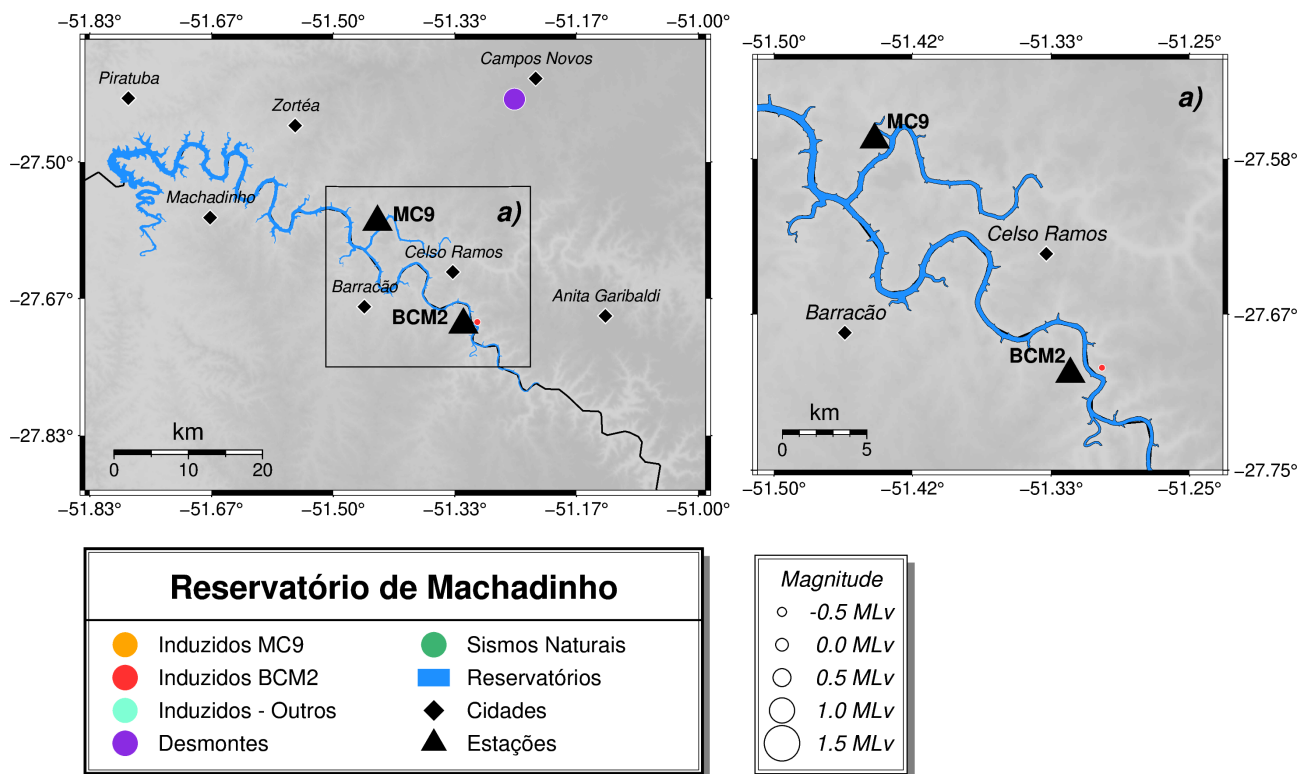 −51.83° −51.67° −51.50° −51.33° −51.17° −51.00°
Piratuba
Campos Novos
Zortéa
−27.50°
Machadinho
a)
MC9
Celso Ramos
−27.67°
Barracão
Anita Garibaldi
BCM2
−27.83°
km
0 10 20
−51.83° −51.67° −51.50° −51.33° −51.17° −51.00°
−51.50° −51.42° −51.33° −51.25°
a)
MC9
−27.58°
Celso Ramos
Barracão
−27.67°
BCM2
km
0 5
−27.75°
−51.50° −51.42° −51.33° −51.25°
Reservatório de Machadinho
Induzidos MC9
Induzidos BCM2
Induzidos - Outros
Desmontes
Sismos Naturais
Reservatórios
Cidades
Estações
Magnitude
-0.5 MLv
0.0 MLv
0.5 MLv
1.0 MLv
1.5 MLv